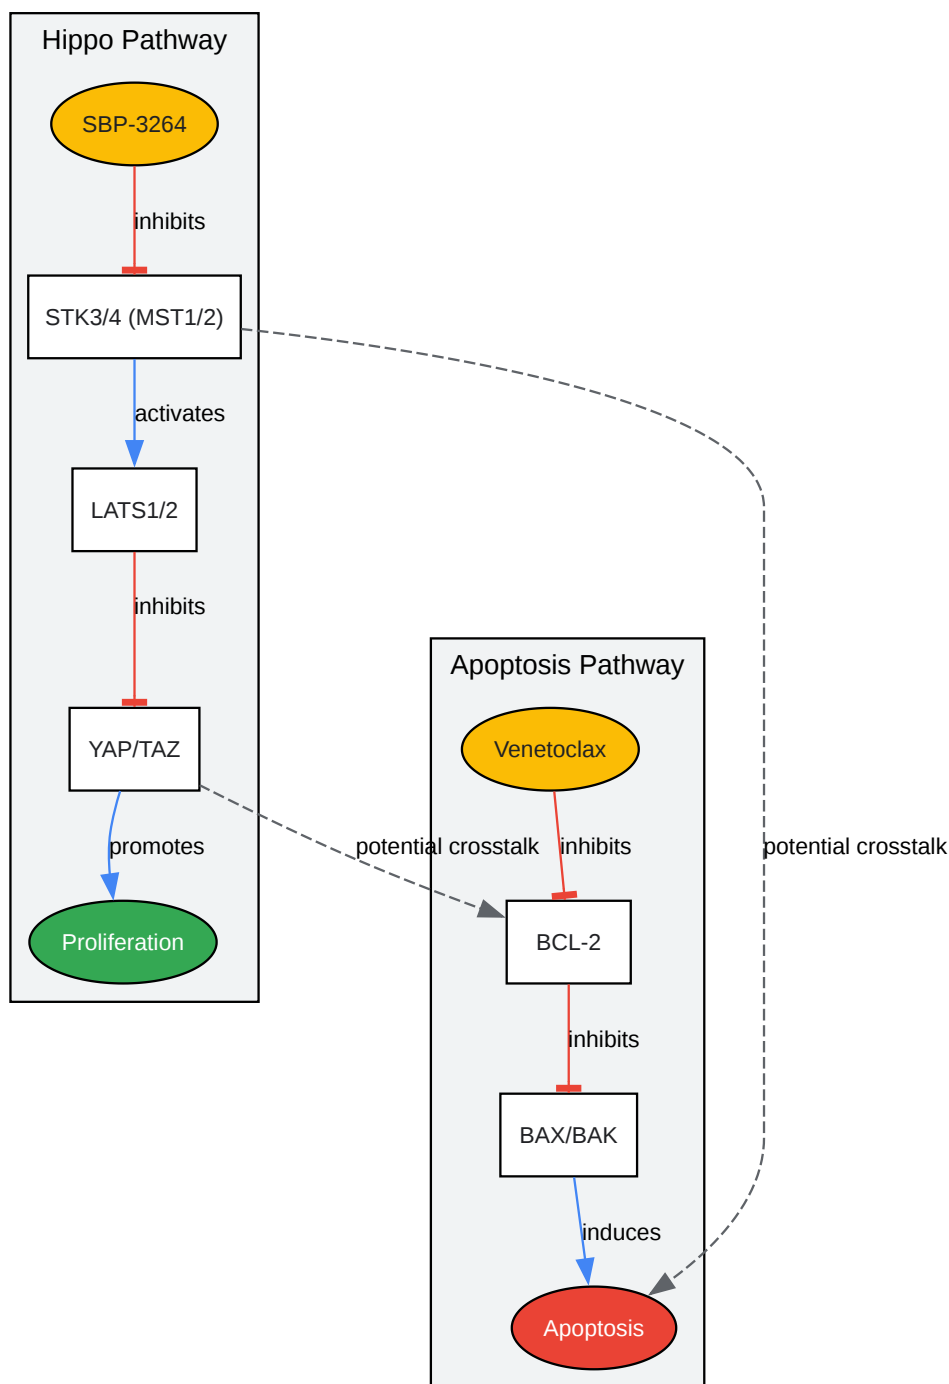 Hippo Pathway
SBP-3264
inhibits
STK3/4 (MST1/2)
activates
LATS1/2
inhibits
YAP/TAZ
promotes
Proliferation
Apoptosis Pathway
Venetoclax
potential crosstalk
inhibits
potential crosstalk
BCL-2
inhibits
BAX/BAK
induces
Apoptosis